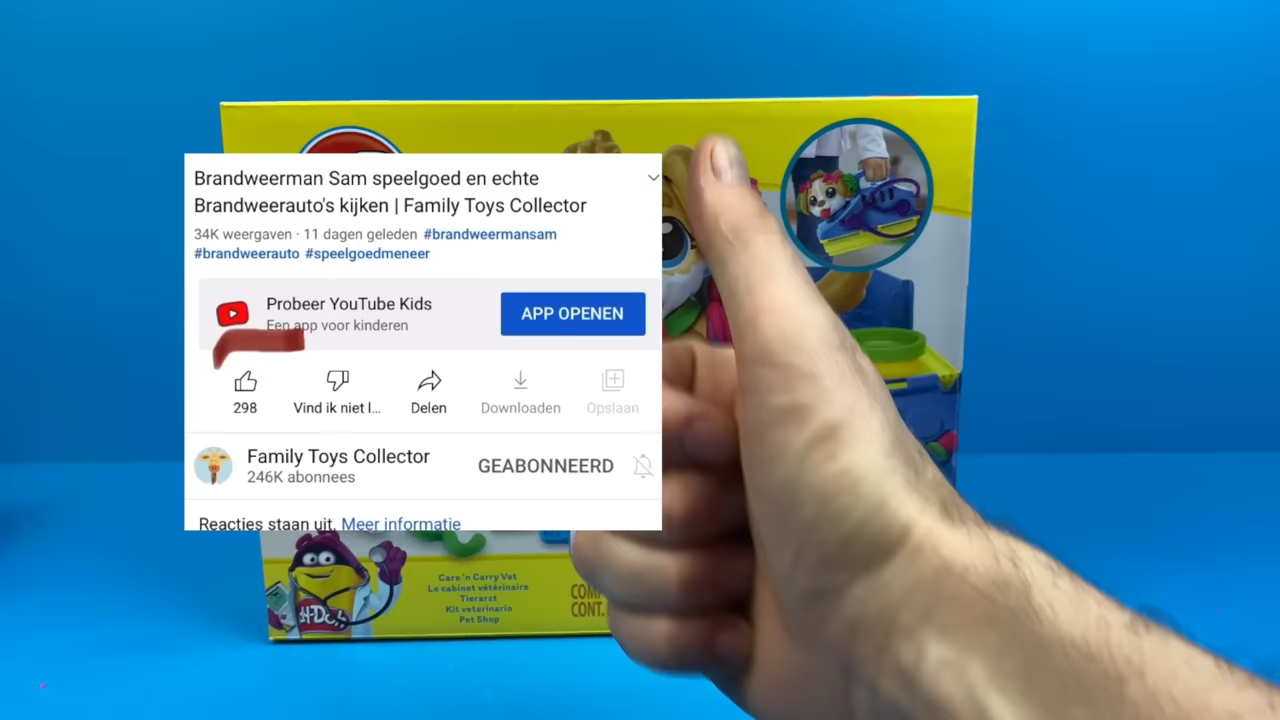 Brandweerman Sam speelgoed en echte
Brandweerauto's kijken | Family Toys Collector
34K weergaven · 11 dagen geleden #brandweermansam
#brandweerauto #speelgoedmeneer
Probeer YouTube Kids
Een app voor kinderen
APP OPENEN
298
Vind ik niet l...
Delen
Downloaden
Opslaan
Family Toys Collector
246K abonnees
GEABONNEERD
Reacties staan uit. Meer informatie
Care 'n Carry Vet
Le cabinet vétérinaire
Tierarzt
Kit veterinario
Pet Shop
CONT.